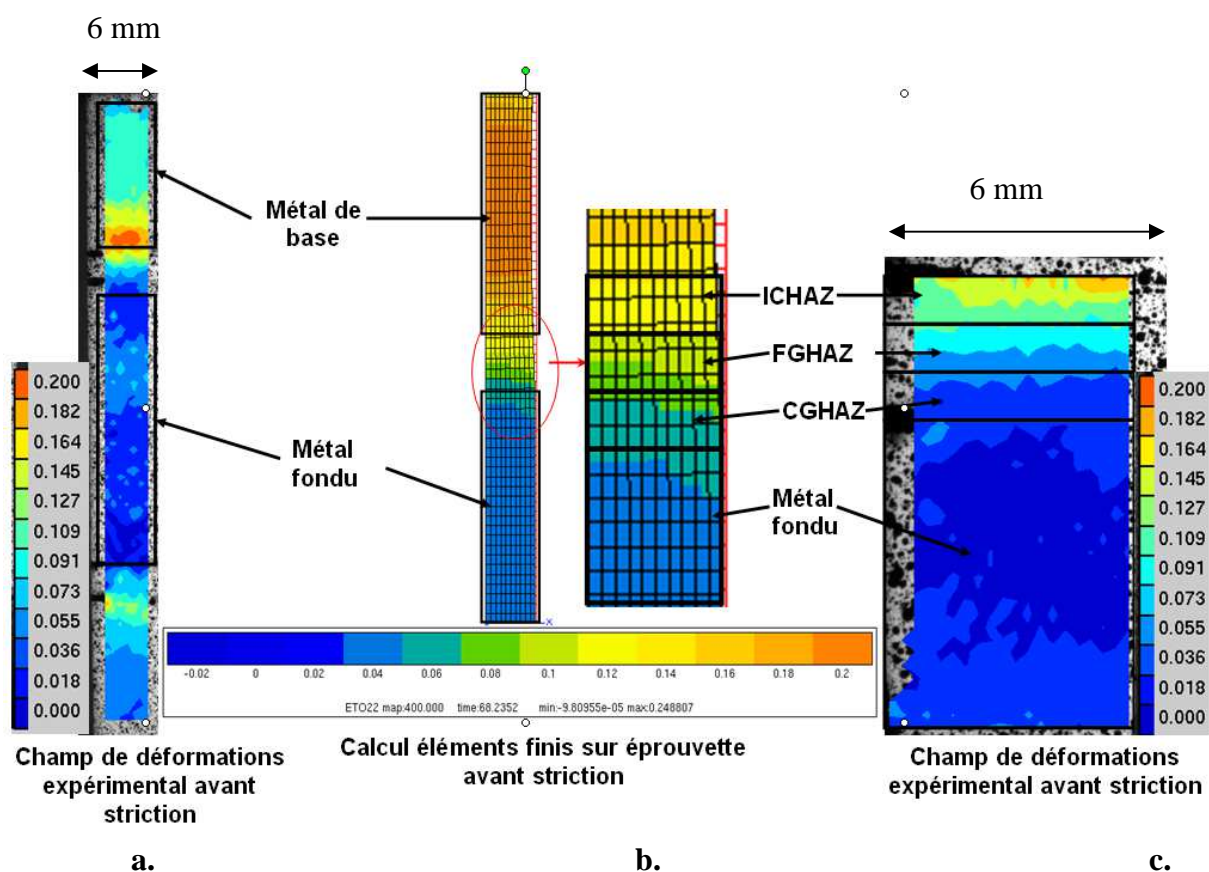 6 mm
Métal de
base
Métal
fondu
0.200
0.182
0.164
0.145
0.127
0.109
0.091
0.073
0.055
0.036
0.018
0.000
Champ de déformations
expérimental avant
striction
a.
x
-0.02 0 0.02 0.04 0.06 0.08 0.1 0.12 0.14 0.16 0.18 0.2
ETO22 map:400.000 time:68.2352 min:-9.80955e-05 max:0.248807
Calcul éléments finis sur éprouvette
avant striction
b.
6 mm
ICHAZ
FGHAZ
CGHAZ
Métal
fondu
0.200
0.182
0.164
0.145
0.127
0.109
0.091
0.073
0.055
0.036
0.018
0.000
Champ de déformations
expérimental avant striction
c.